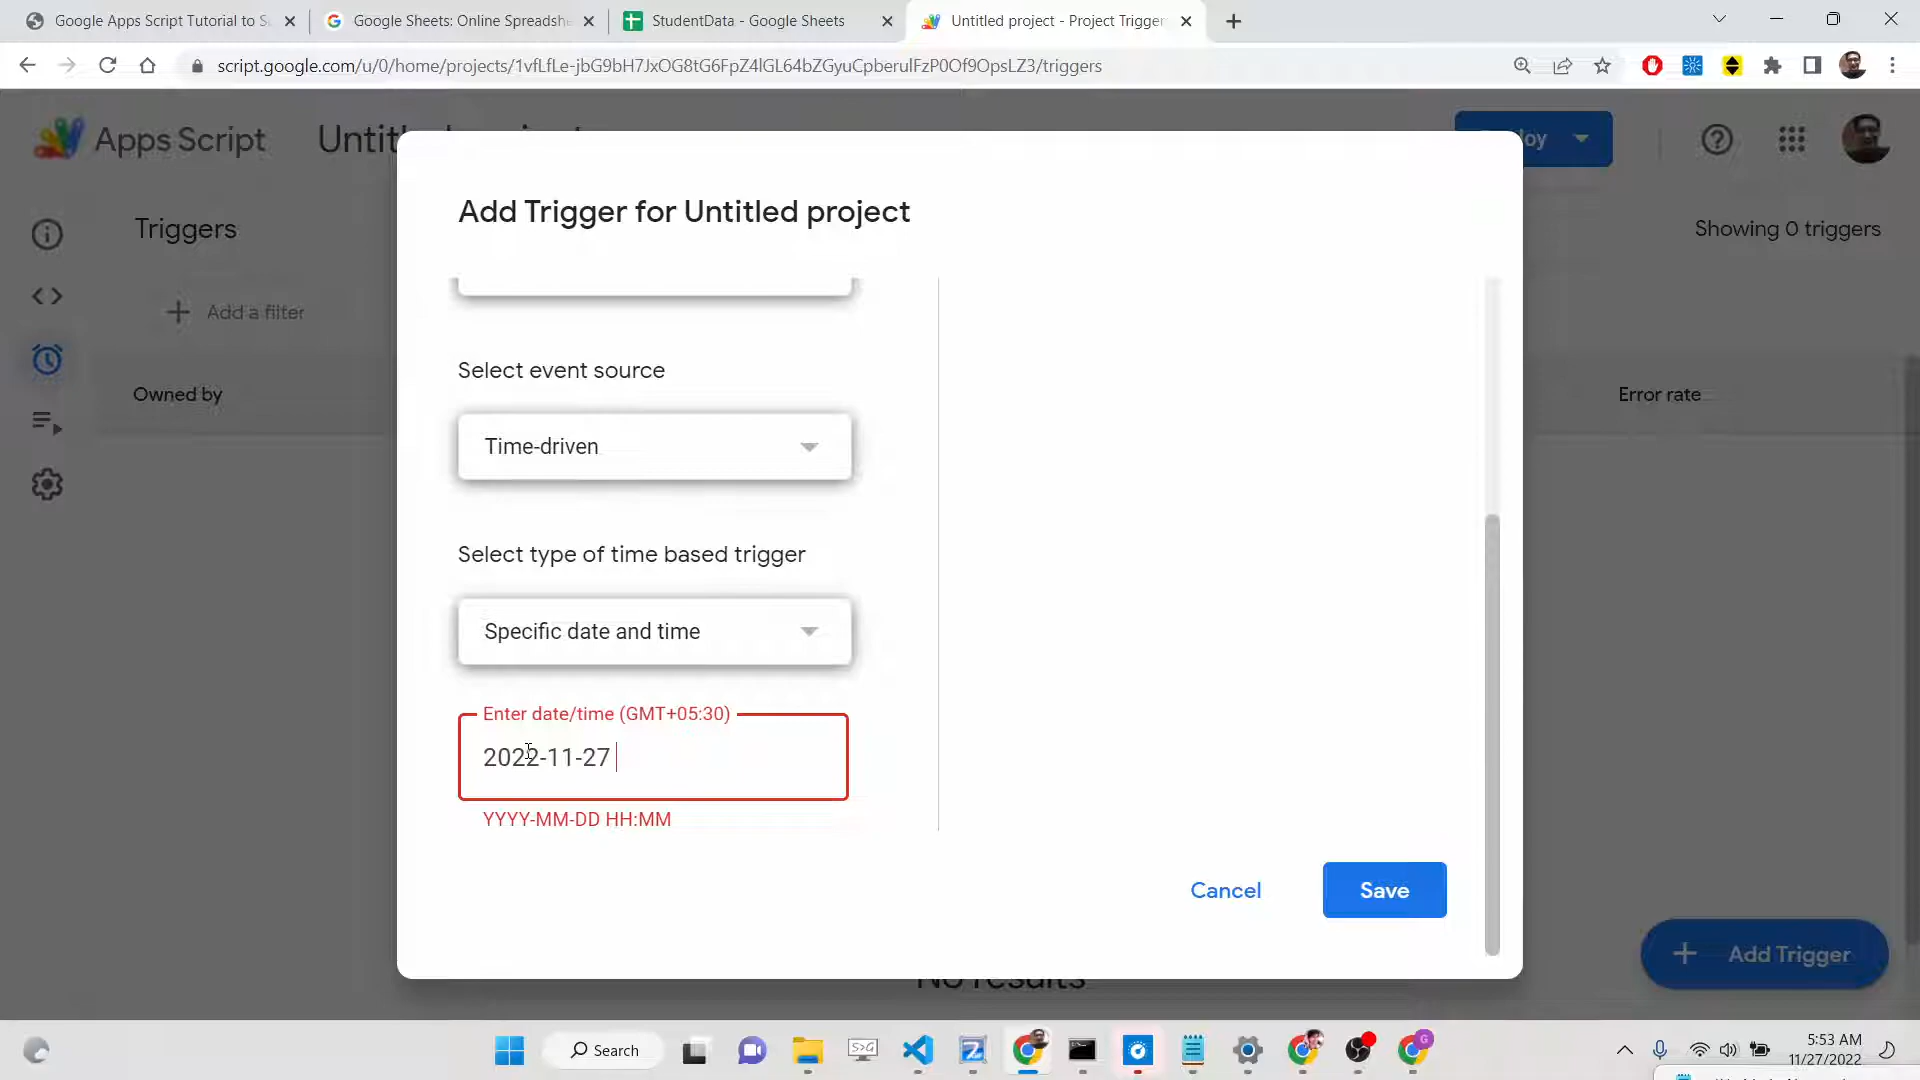 Google Apps Script Tutorial to S
Google Sheets: Online Spreadshe
StudentData - Google Sheets
Untitled project - Project Trigger
script.google.com/u/0/home/projects/1vfLfLe-jbG9bH7JxOG8tG6FpZ4lGL64bZGyuCpberulFzP0Of9OpsLZ3/triggers
Apps Script
Add Trigger for Untitled project
Triggers
Showing 0 triggers
Add a filter
Select event source
Owned by
Error rate
Time-driven
Select type of time based trigger
Specific date and time
Enter date/time (GMT+05:30)
2022-11-27
YYYY-MM-DD HH:MM
Cancel
Save
Add Trigger
Search
5:53 AM
11/27/2022